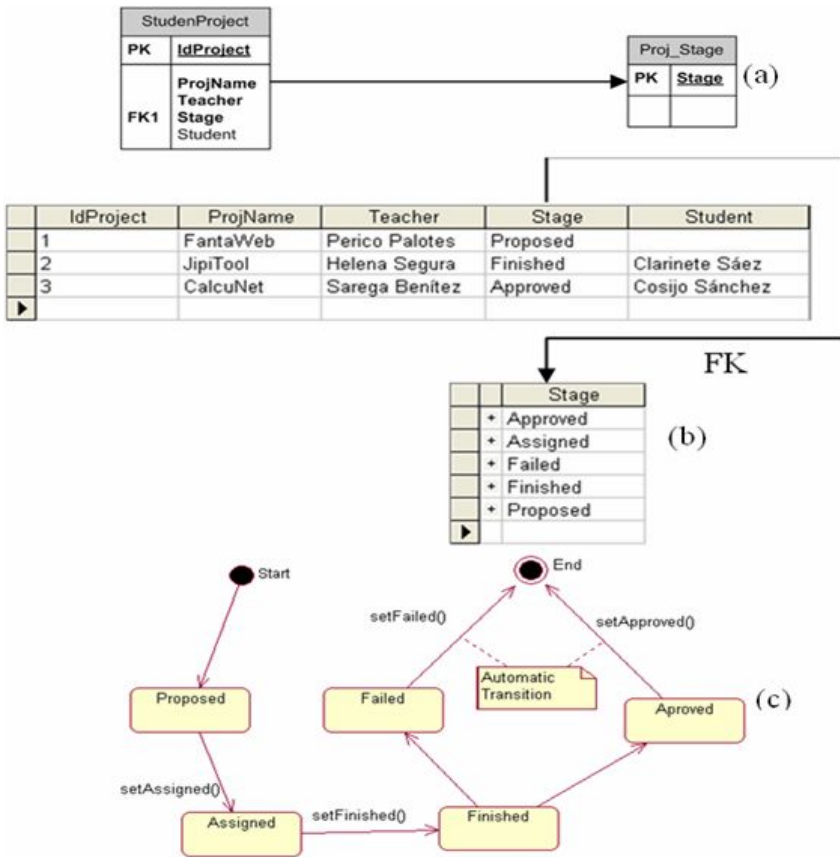 StudenProject
PK IdProject
ProjName
Teacher
FK1 Stage
Student
Proj_Stage
PK Stage
(a)
IdProject ProjName Teacher Stage Student
1 FantaWeb Perico Palotes Proposed
2 JipiTool Helena Segura Finished Clarinete Sáez
3 CalcuNet Sarega Benítez Approved Cosijo Sánchez
FK
Stage
+ Approved
+ Assigned
+ Failed
+ Finished
+ Proposed
(b)
Start
End
setFailed()
setApproved()
Automatic
Transition
Proposed
Failed
Aproved
(c)
setAssigned()
setFinished()
Assigned
Finished